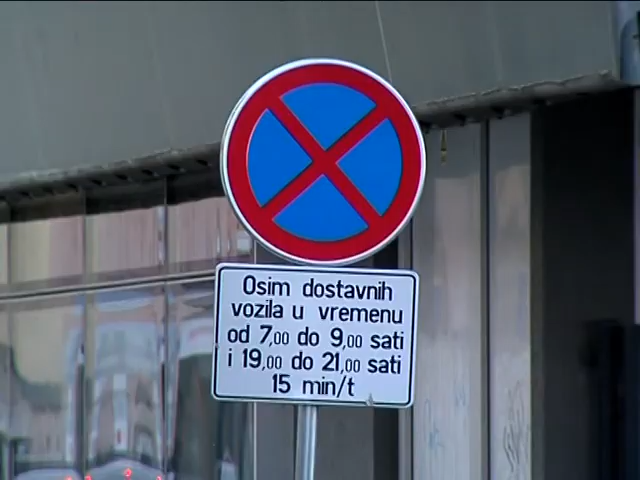 Osim dostavnih
vozila u vremenu
od 7,00 do 9,00 sati
i 19,00 do 21,00 sati
15 min/t